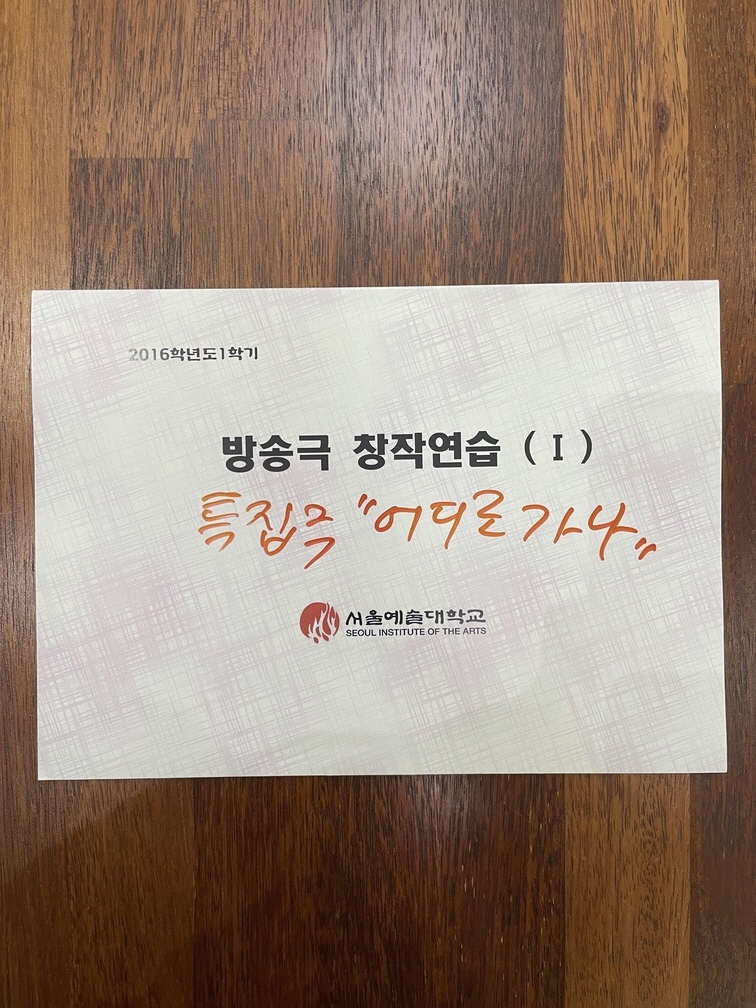 2016학년도1학기
방송극 창작연습 (Ⅰ)
특집극 "어디로 가나"
서울예술대학교
SEOUL INSTITUTE OF THE ARTS